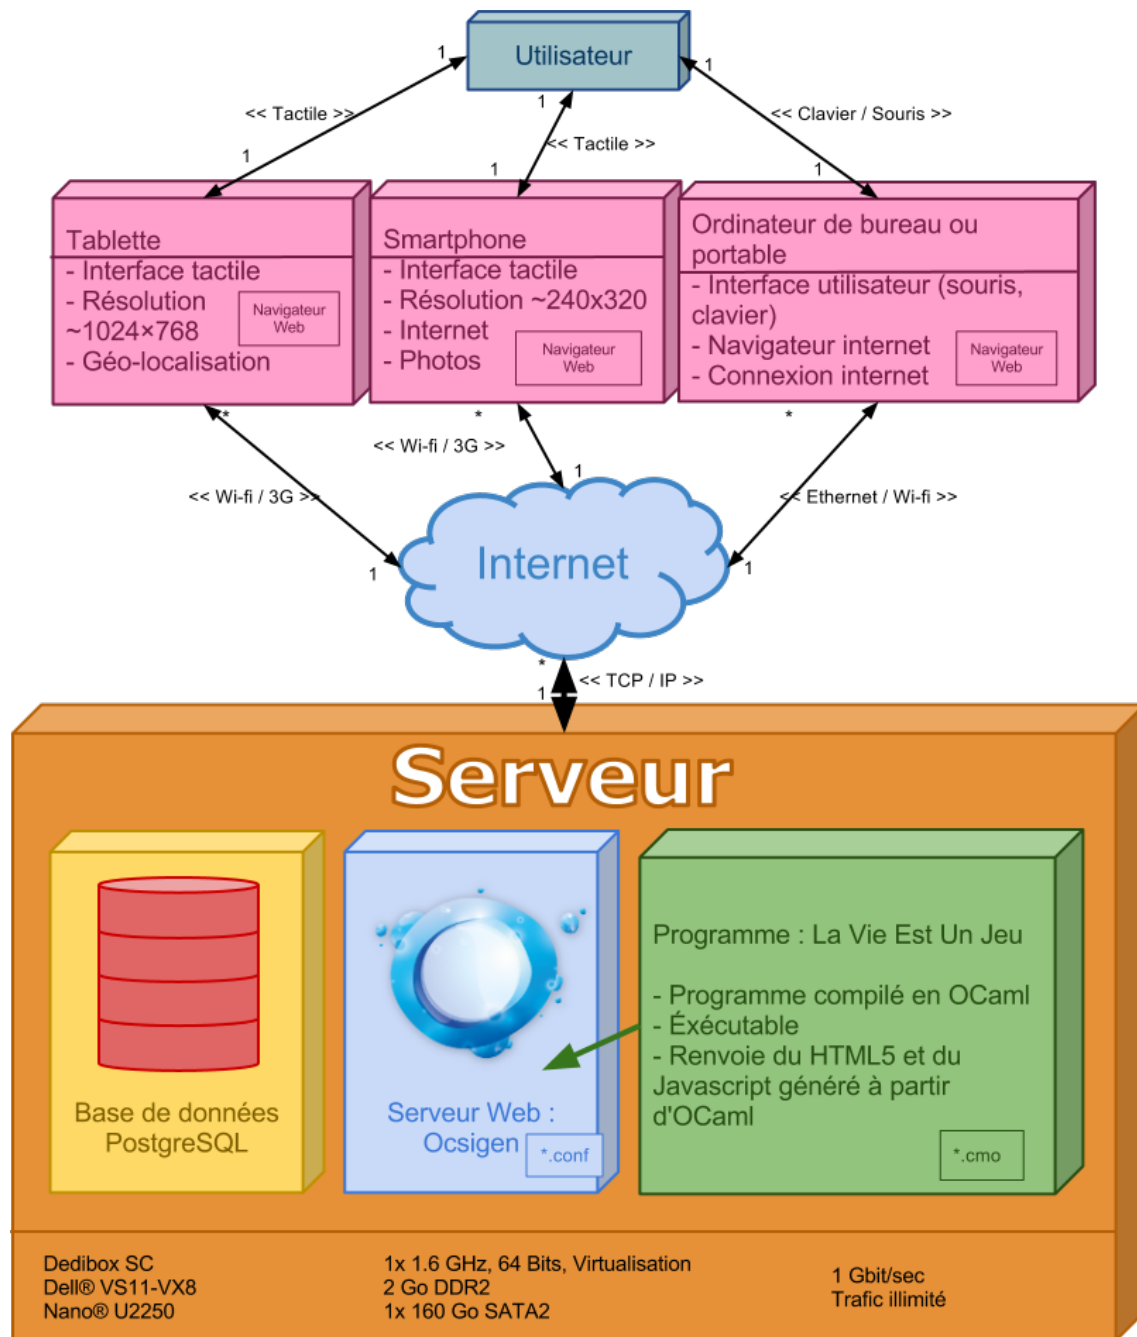 Utilisateur
1
1
1
<< Tactile >>
<< Tactile >>
<< Clavier / Souris >>
1
1
1
Tablette
- Interface tactile
- Résolution
~1024×768
- Géo-localisation
Navigateur
Web
Smartphone
- Interface tactile
- Résolution ~240x320
- Internet
- Photos
Navigateur
Web
Ordinateur de bureau ou
portable
- Interface utilisateur (souris,
clavier)
- Navigateur internet
- Connexion internet
Navigateur
Web
*
*
*
<< Wi-fi / 3G >>
<< Wi-fi / 3G >>
<< Ethernet / Wi-fi >>
1
1
1
Internet
*
<< TCP / IP >>
1
Serveur
Base de données
PostgreSQL
Serveur Web :
Ocsigen
*.conf
Programme : La Vie Est Un Jeu
- Programme compilé en OCaml
- Éxécutable
- Renvoie du HTML5 et du
Javascript généré à partir
d'OCaml
*.cmo
Dedibox SC
Dell® VS11-VX8
Nano® U2250
1x 1.6 GHz, 64 Bits, Virtualisation
2 Go DDR2
1x 160 Go SATA2
1 Gbit/sec
Trafic illimité